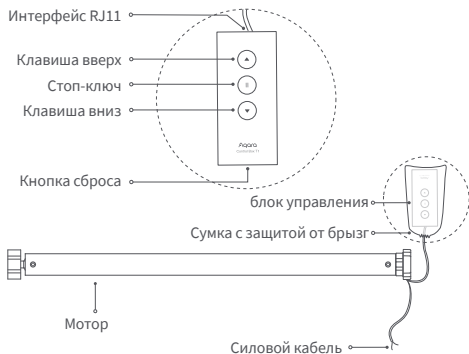 Интерфейс RJ11
Клавиша вверх
Стоп-ключ
Клавиша вниз
Aqara
Кнопка сброса
блок управления
Сумка с защитой от брызг
Мотор
Силовой кабель